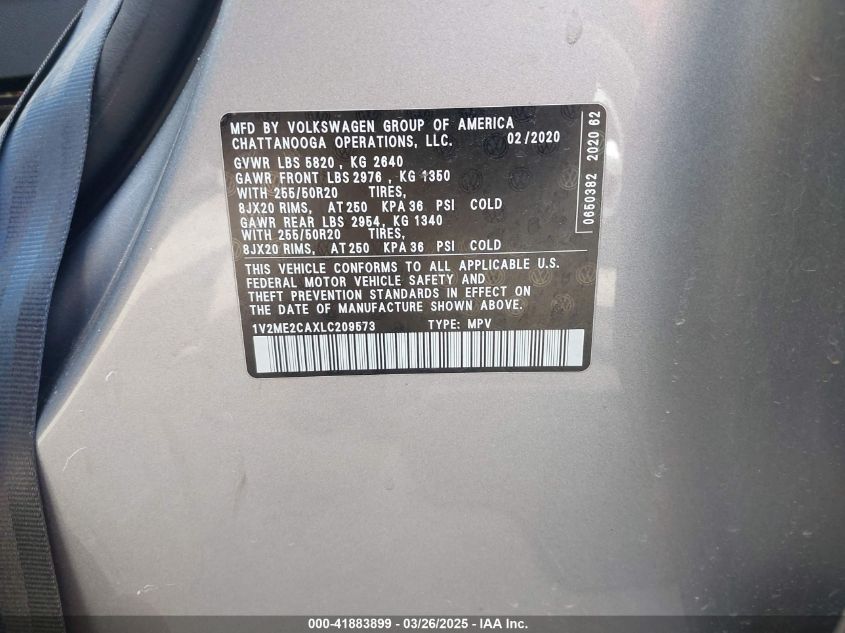 MFD BY VOLKSWAGEN GROUP OF AMERICA
CHATTANOOGA OPERATIONS, LLC. 02/2020
GVWR LBS 5820 , KG 2640
GAWR FRONT LBS 2976 , KG 1350
WITH 255/50R20 TIRES,
8JX20 RIMS, AT 250 KPA 36 PSI COLD
GAWR REAR LBS 2954, KG 1340
WITH 255/50R20 TIRES,
8JX20 RIMS, AT 250 KPA 36 PSI COLD
THIS VEHICLE CONFORMS TO ALL APPLICABLE U.S.
FEDERAL MOTOR VEHICLE SAFETY AND
THEFT PREVENTION STANDARDS IN EFFECT ON
THE DATE OF MANUFACTURE SHOWN ABOVE.
1V2ME2CAXLC209573 TYPE: MPV
0650382 2020 62
000-41883899 - 03/26/2025 - IAA Inc.